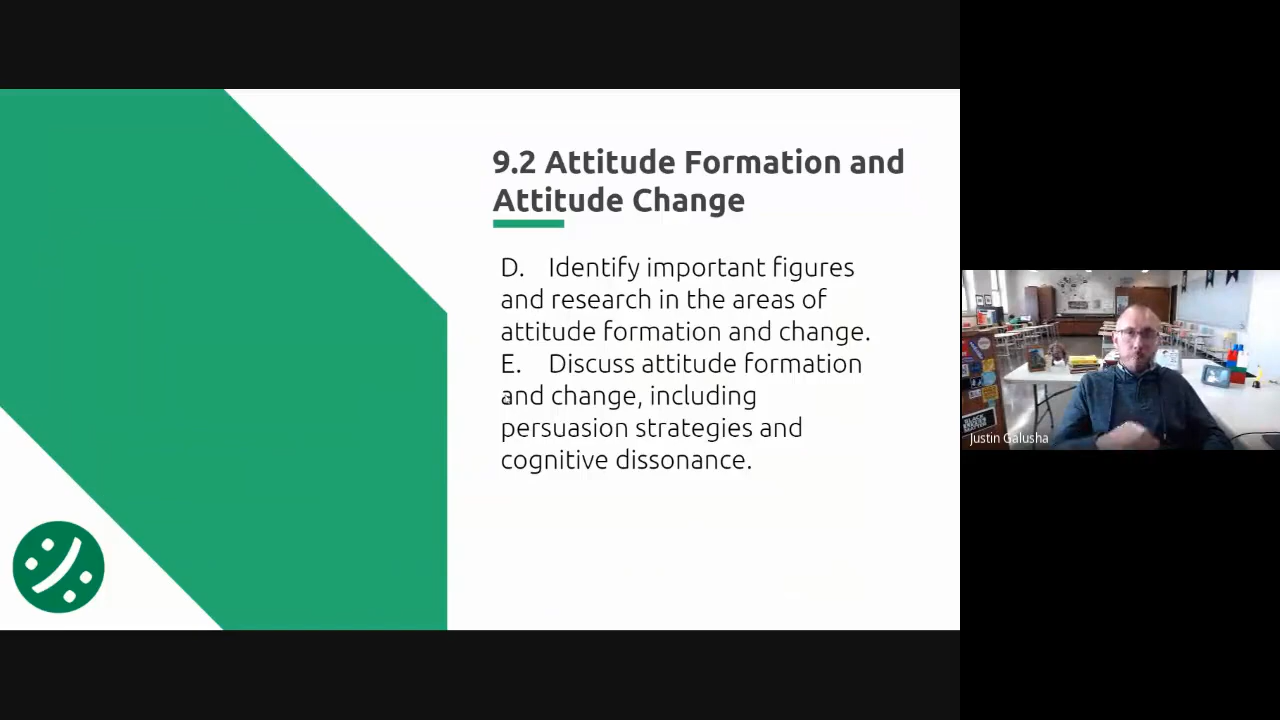 9.2 Attitude Formation and
Attitude Change
D. Identify important figures
and research in the areas of
attitude formation and change.
E. Discuss attitude formation
and change, including
persuasion strategies and
cognitive dissonance.
Justin Galusha